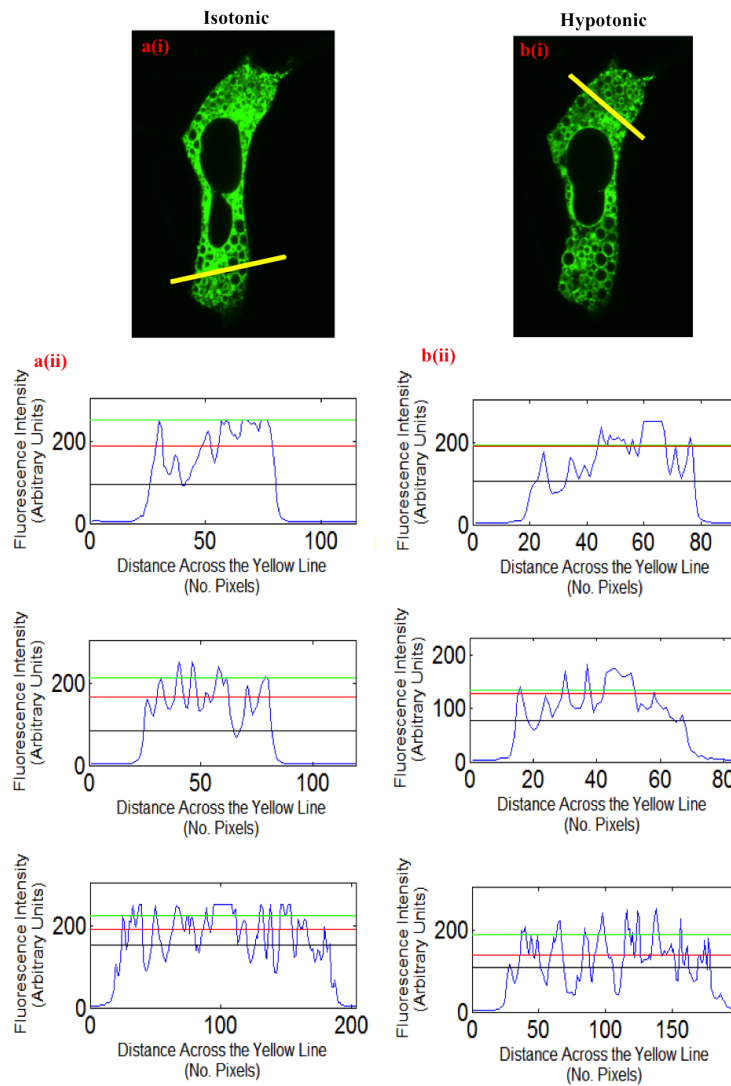 Isotonic
Hypotonic
a(i)
b(i)
a(ii)
b(ii)
Fluorescence Intensity
(Arbitrary Units)
200
0
0 50 100
Distance Across the Yellow Line
(No. Pixels)
Fluorescence Intensity
(Arbitrary Units)
200
0
0 20 40 60 80
Distance Across the Yellow Line
(No. Pixels)
Fluorescence Intensity
(Arbitrary Units)
200
0
0 50 100
Distance Across the Yellow Line
(No. Pixels)
Fluorescence Intensity
(Arbitrary Units)
200
100
0
0 20 40 60 80
Distance Across the Yellow Line
(No. Pixels)
Fluorescence Intensity
(Arbitrary Units)
200
0
0 100 200
Distance Across the Yellow Line
(No. Pixels)
Fluorescence Intensity
(Arbitrary Units)
200
0
0 50 100 150
Distance Across the Yellow Line
(No. Pixels)